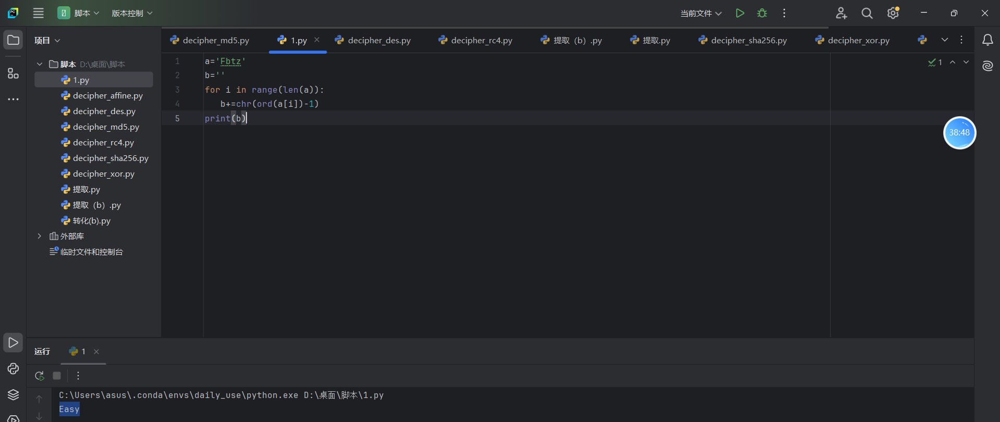 脚本
版本控制
当前文件
项目
decipher_md5.py
1.py
decipher_des.py
decipher_rc4.py
提取（b）.py
提取.py
decipher_sha256.py
decipher_xor.py
脚本 D:\桌面\脚本
1.py
decipher_affine.py
decipher_des.py
decipher_md5.py
decipher_rc4.py
decipher_sha256.py
decipher_xor.py
提取.py
提取（b）.py
转化(b).py
外部库
临时文件和控制台
1 a='Fbtz'
2 b=''
3 for i in range(len(a)):
4 b+=chr(ord(a[i])-1)
5 print(b)
1
38:48
运行
1
C:\Users\asus\.conda\envs\daily_use\python.exe D:\桌面\脚本\1.py
Easy